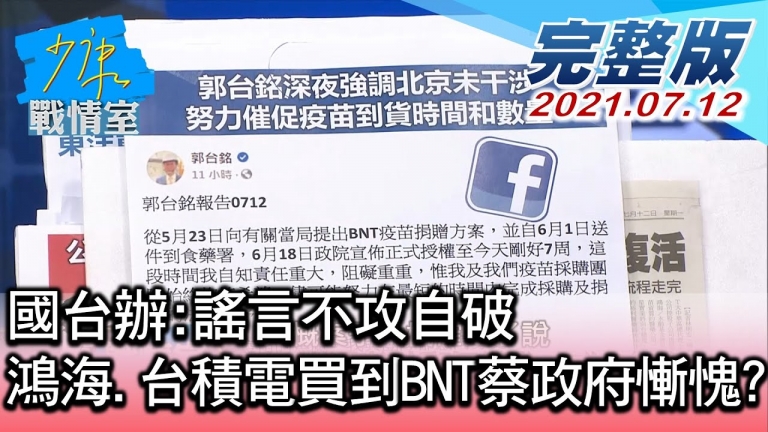 少康
戰情室
完整版
2021.07.12
郭台銘深夜強調北京未干涉
努力催促疫苗到貨時間和數量
郭台銘
11 小時
郭台銘報告0712
從5月23日向有關當局提出BNT疫苗捐贈方案，並自6月1日送
件到食藥署，6月18日政院宣佈正式授權至今天剛好7周，這
段時間我自知責任重大，阻礙重重，惟我及我們疫苗採購團
說
復活
流程走完
國台辦:謠言不攻自破
鴻海.台積電買到BNT蔡政府慚愧?